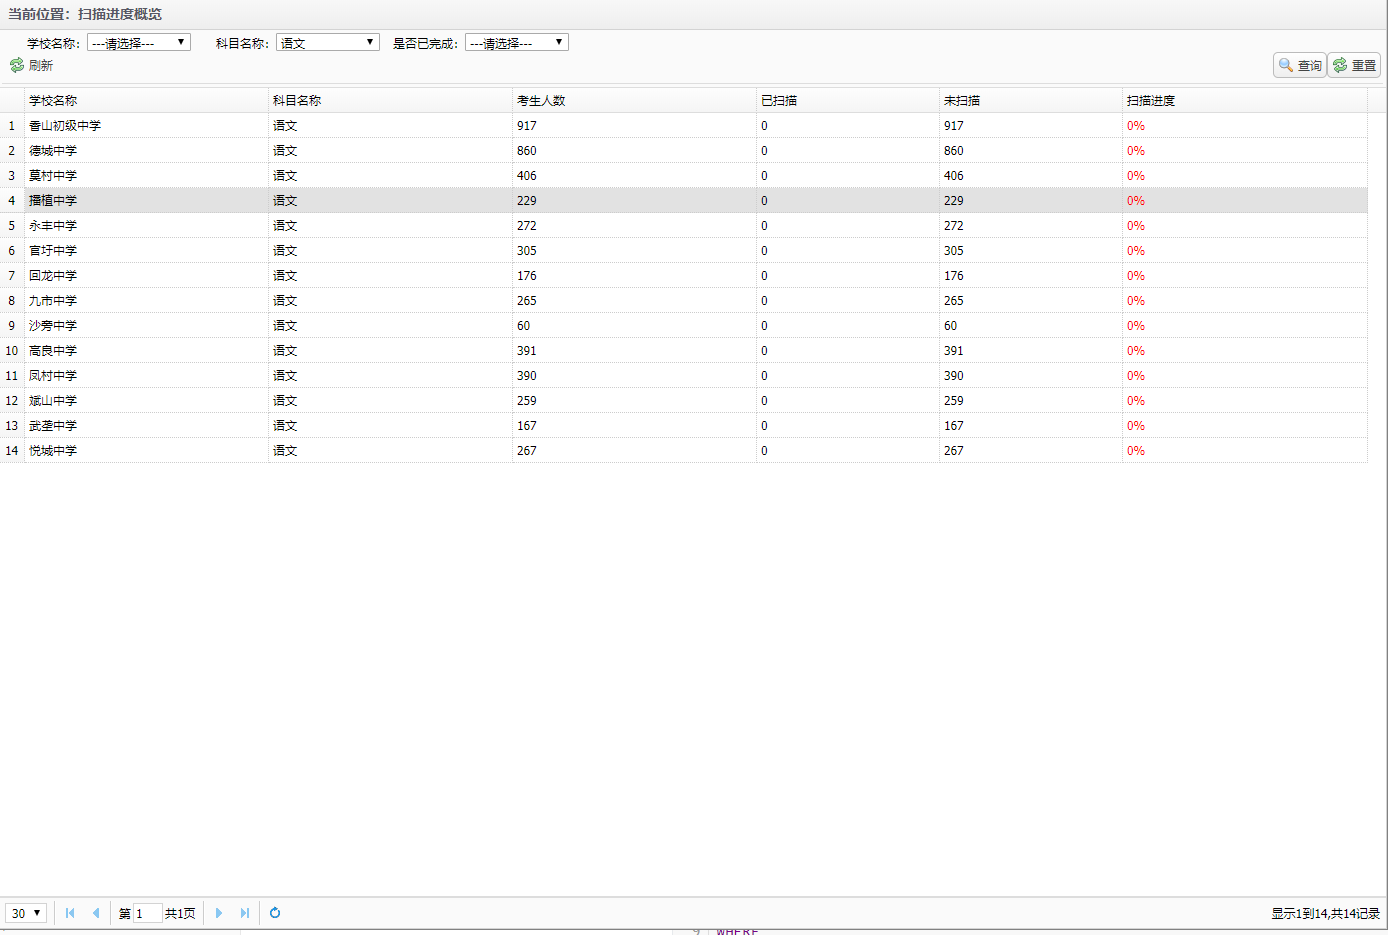 当前位置：扫描进度概览
学校名称： ---请选择--- 科目名称： 语文 是否已完成： ---请选择---
刷新 查询 重置
学校名称 科目名称 考生人数 已扫描 未扫描 扫描进度
1 香山初级中学 语文 917 0 917 0%
2 德城中学 语文 860 0 860 0%
3 莫村中学 语文 406 0 406 0%
4 播植中学 语文 229 0 229 0%
5 永丰中学 语文 272 0 272 0%
6 官圩中学 语文 305 0 305 0%
7 回龙中学 语文 176 0 176 0%
8 九市中学 语文 265 0 265 0%
9 沙旁中学 语文 60 0 60 0%
10 高良中学 语文 391 0 391 0%
11 凤村中学 语文 390 0 390 0%
12 斌山中学 语文 259 0 259 0%
13 武垄中学 语文 167 0 167 0%
14 悦城中学 语文 267 0 267 0%
30 第 1 共1页 显示1到14,共14记录
9 WHERE